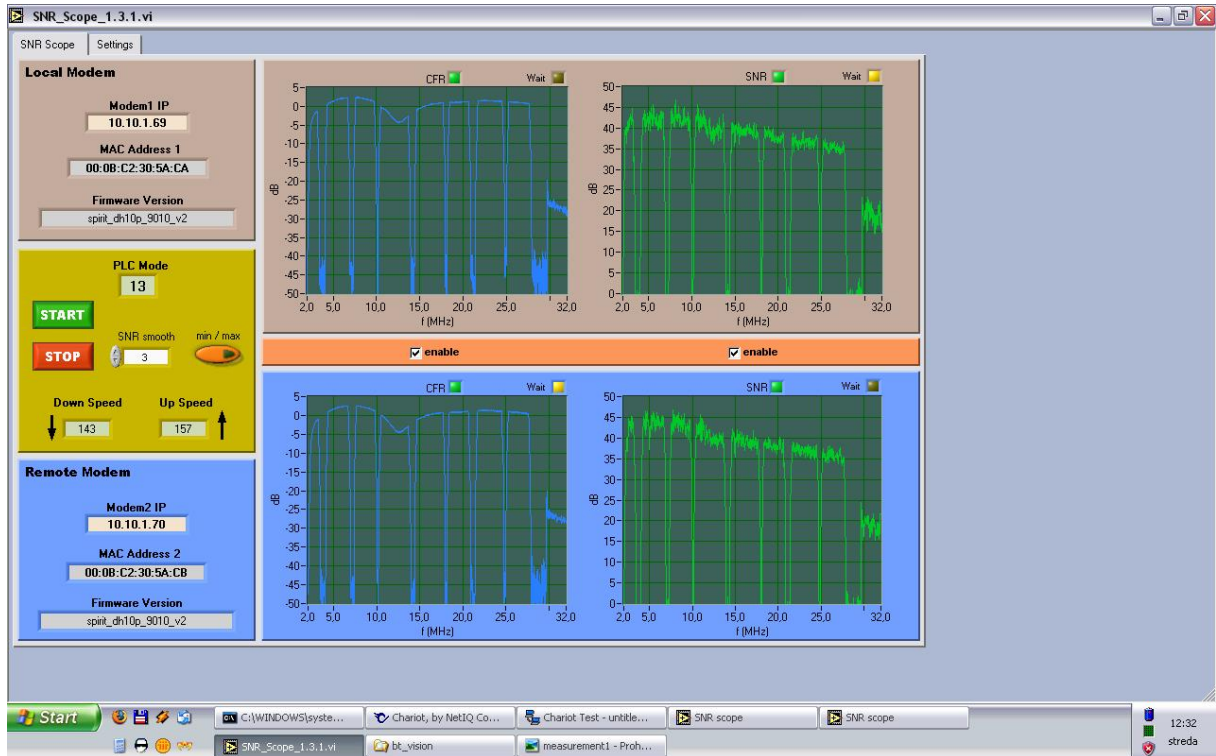 SNR_Scope_1.3.1.vi
SNR Scope
Settings
Local Modem
Modem1 IP
10.10.1.69
MAC Address 1
00:0B:C2:30:5A:CA
Firmware Version
spirit_dh10p_9010_v2
PLC Mode
13
START
SNR smooth
min / max
STOP
3
Down Speed
Up Speed
143
157
Remote Modem
Modem2 IP
10.10.1.70
MAC Address 2
00:0B:C2:30:5A:CB
Firmware Version
spirit_dh10p_9010_v2
CFR
Wait
5-
0-
-5-
-10-
-15-
-20-
-25-
-30-
-35-
-40-
-45-
-50-
dB
2,0 5,0 10,0 15,0 20,0 25,0 32,0
f (MHz)
SNR
Wait
50-
45-
40-
35-
30-
25-
20-
15-
10-
5-
0-
dB
2,0 5,0 10,0 15,0 20,0 25,0 32,0
f (MHz)
enable
enable
CFR
Wait
5-
0-
-5-
-10-
-15-
-20-
-25-
-30-
-35-
-40-
-45-
-50-
dB
2,0 5,0 10,0 15,0 20,0 25,0 32,0
f (MHz)
SNR
Wait
50-
45-
40-
35-
30-
25-
20-
15-
10-
5-
0-
dB
2,0 5,0 10,0 15,0 20,0 25,0 32,0
f (MHz)
Start
C:\WINDOWS\syste...
Chariot, by NetIQ Co...
Chariot Test - untitle...
SNR scope
SNR scope
12:32
SNR_Scope_1.3.1.vi
bt_vision
measurement1 - Proh...
streda